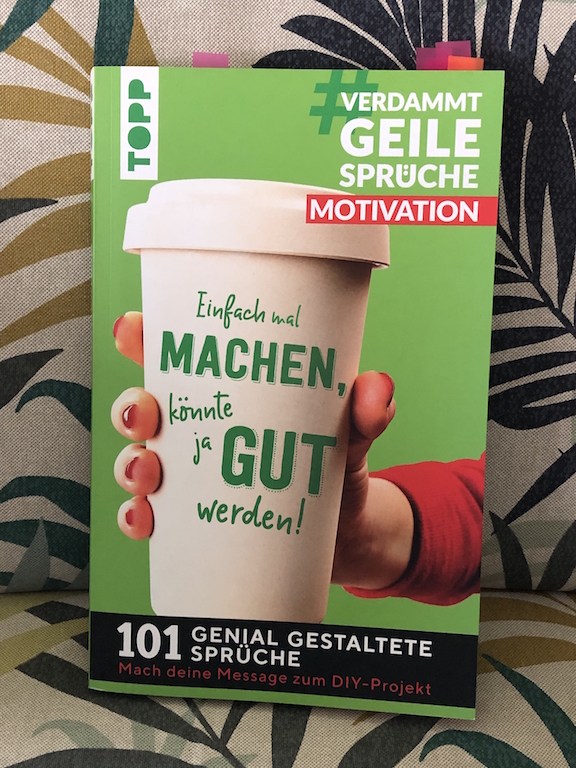 TOPP
#VERDAMMT
GEILE
SPRÜCHE
MOTIVATION
Einfach mal
MACHEN,
könnte
ja GUT
werden!
101 GENIAL GESTALTETE
SPRÜCHE
Mach deine Message zum DIY-Projekt